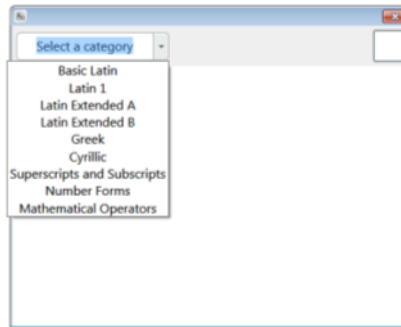 Select a category
Basic Latin
Latin 1
Latin Extended A
Latin Extended B
Greek
Cyrillic
Superscripts and Subscripts
Number Forms
Mathematical Operators